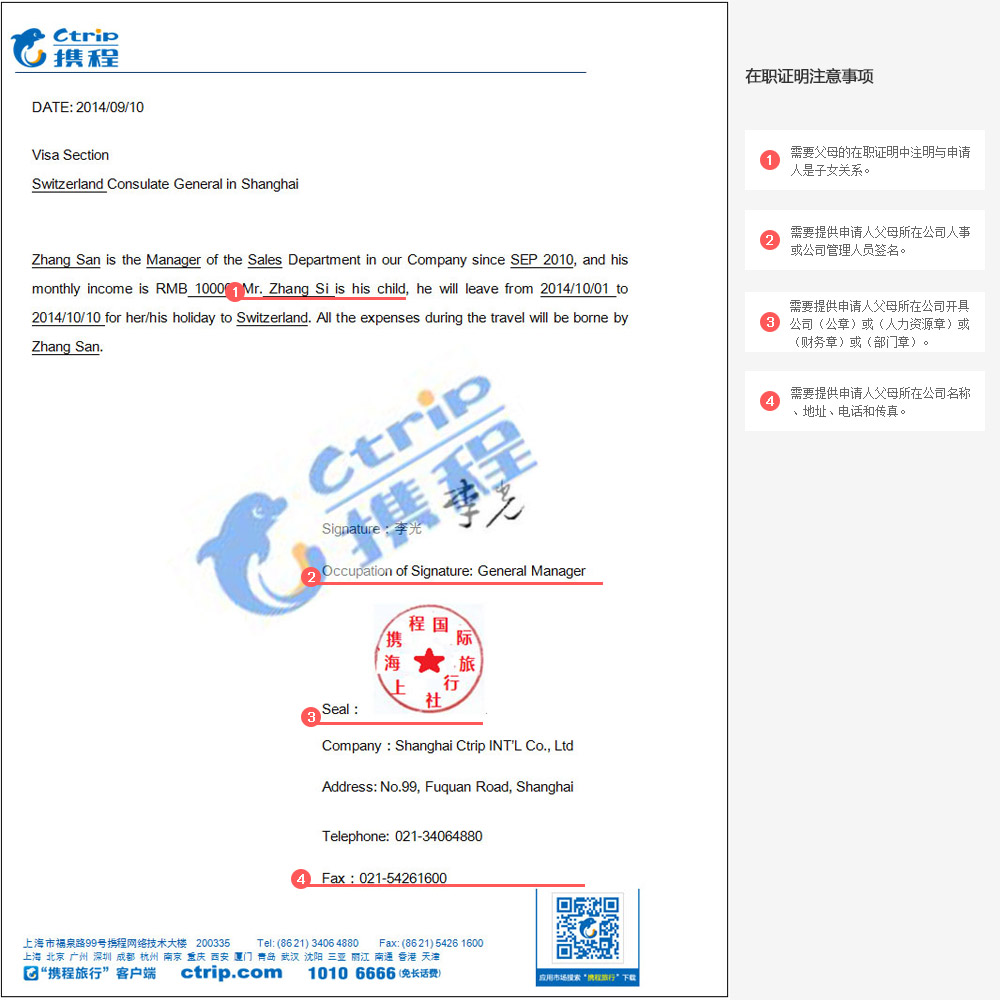 Ctrip
携程
DATE: 2014/09/10
Visa Section
Switzerland Consulate General in Shanghai
Zhang San is the Manager of the Sales Department in our Company since SEP 2010, and his
monthly income is RMB 1000 1 Mr. Zhang Si is his child, he will leave from 2014/10/01 to
2014/10/10 for her/his holiday to Switzerland. All the expenses during the travel will be borne by
Zhang San.
Ctrip
携程
李光
Signature：李光
2 Occupation of Signature: General Manager
上海携程国际旅行社
3 Seal：
Company：Shanghai Ctrip INT'L Co., Ltd
Address: No.99, Fuquan Road, Shanghai
Telephone: 021-34064880
4 Fax：021-54261600
上海市福泉路99号携程网络技术大楼 200335 Tel: (86 21) 3406 4880 Fax: (86 21) 5426 1600
上海 北京 广州 深圳 成都 杭州 南京 重庆 西安 厦门 青岛 武汉 沈阳 三亚 丽江 南通 香港 天津
“携程旅行”客户端 ctrip.com 1010 6666 (免长话费)
应用市场搜索“携程旅行”下载
在职证明注意事项
1 需要父母的在职证明中注明与申请
人是子女关系。
2 需要提供申请人父母所在公司人事
或公司管理人员签名。
3 需要提供申请人父母所在公司开具
公司（公章）或（人力资源章）或
（财务章）或（部门章）。
4 需要提供申请人父母所在公司名称
、地址、电话和传真。